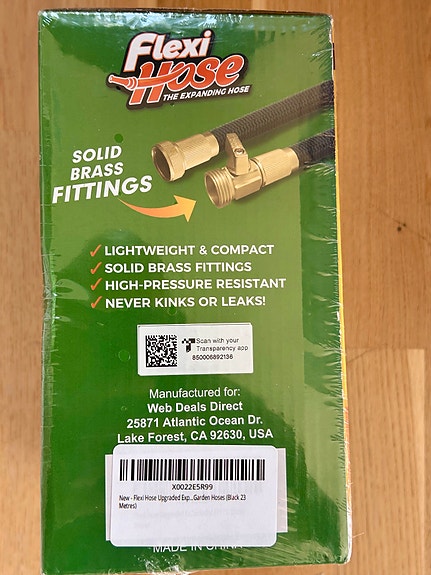 Flexi
Hose
THE EXPANDING HOSE
SOLID
BRASS
FITTINGS
✓ LIGHTWEIGHT & COMPACT
✓ SOLID BRASS FITTINGS
✓ HIGH-PRESSURE RESISTANT
✓ NEVER KINKS OR LEAKS!
Scan with your
Transparency app
850006892138
Manufactured for:
Web Deals Direct
25871 Atlantic Ocean Dr.
Lake Forest, CA 92630, USA
X0022E5R99
New - Flexi Hose Upgraded Exp...Garden Hoses (Black 23
Metres)
MADE IN CHINA